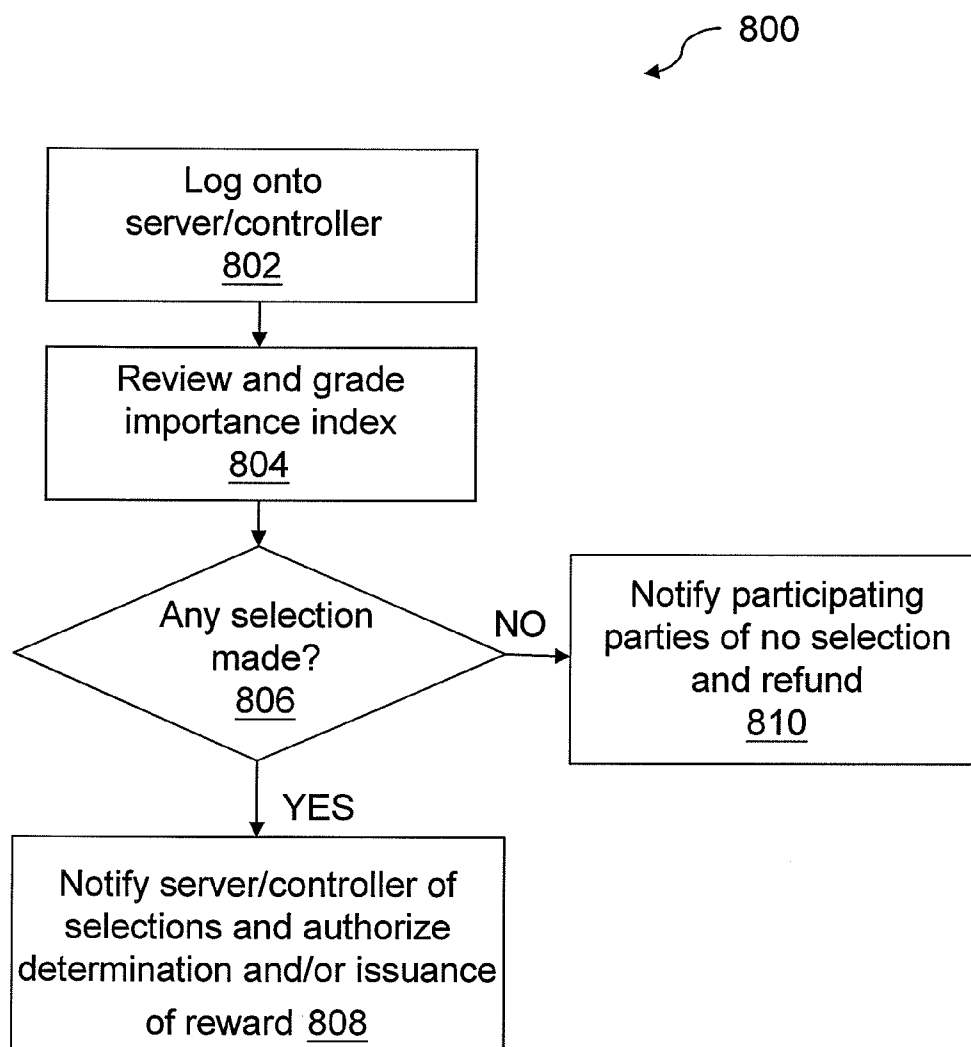 800
Log onto
server/controller
802
Review and grade
importance index
804
Any selection
made?
806
NO
Notify participating
parties of no selection
and refund
810
YES
Notify server/controller of
selections and authorize
determination and/or issuance
of reward 808